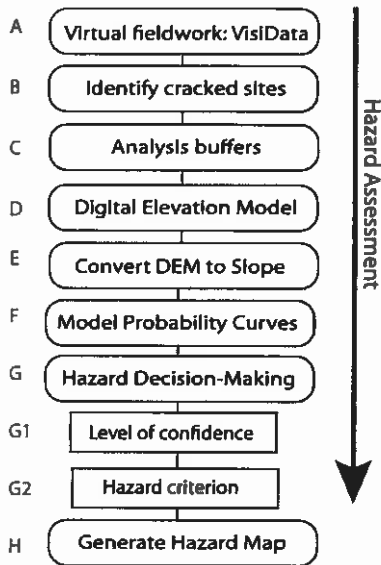 A Virtual fieldwork: VisiData
B Identify cracked sites
C Analysis buffers
D Digital Elevation Model
E Convert DEM to Slope
F Model Probability Curves
G Hazard Decision-Making
G1 Level of confidence
G2 Hazard criterion
H Generate Hazard Map
Hazard Assessment